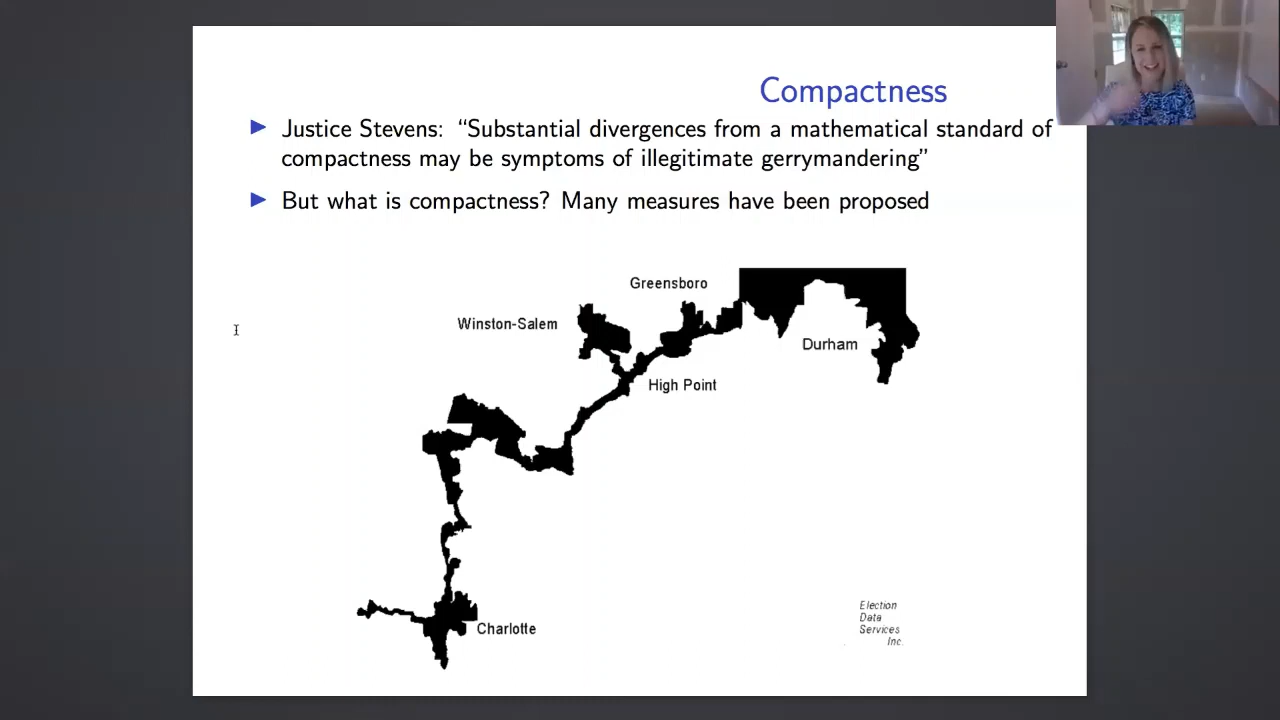 Compactness
Justice Stevens: “Substantial divergences from a mathematical standard of
compactness may be symptoms of illegitimate gerrymandering”
But what is compactness? Many measures have been proposed
Greensboro
Winston-Salem
Durham
High Point
Charlotte
Election
Data
Services
Inc.